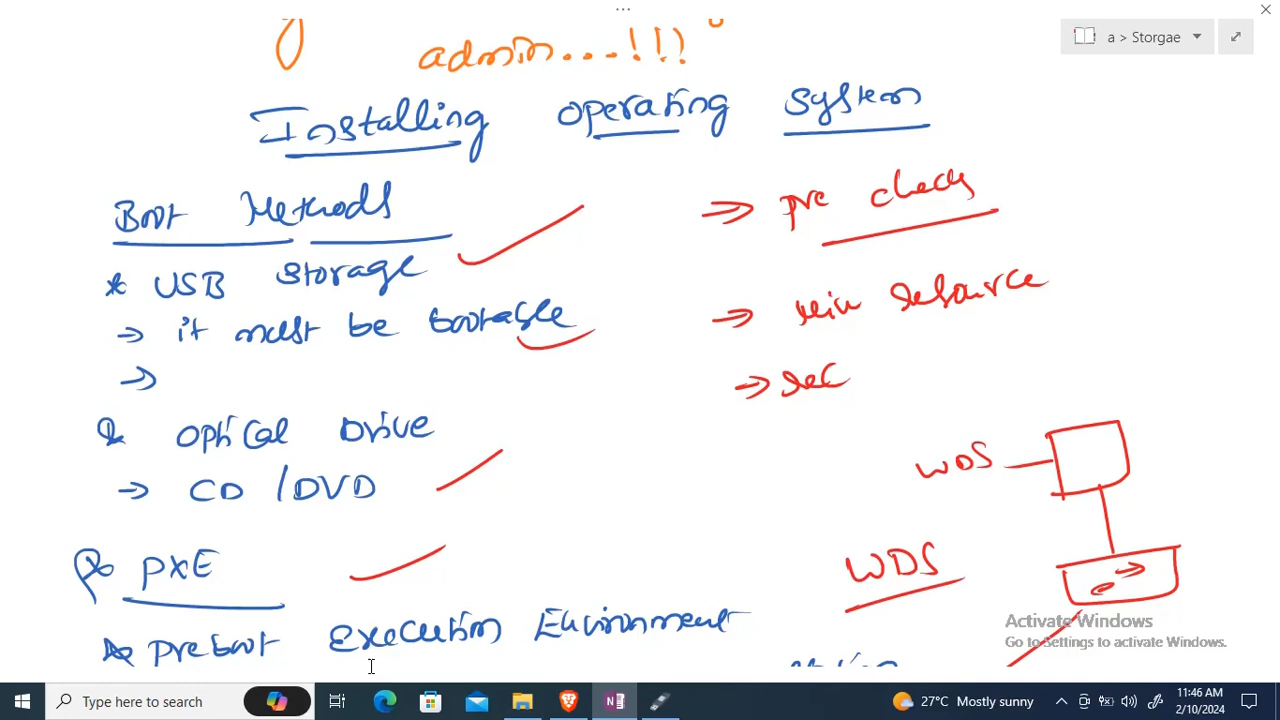 a > Storgae
admin...!!!
Installing operating system
Boot Methods
* USB storage
→ it must be bootable
→
optical Drive
→ CD / DVD
PXE
* preboot Execution Environment
⇒ pre check
→ min resource
→ sec
WDS
WDS
Activate Windows
Go to Settings to activate Windows.
Type here to search
27°C Mostly sunny
11:46 AM
2/10/2024